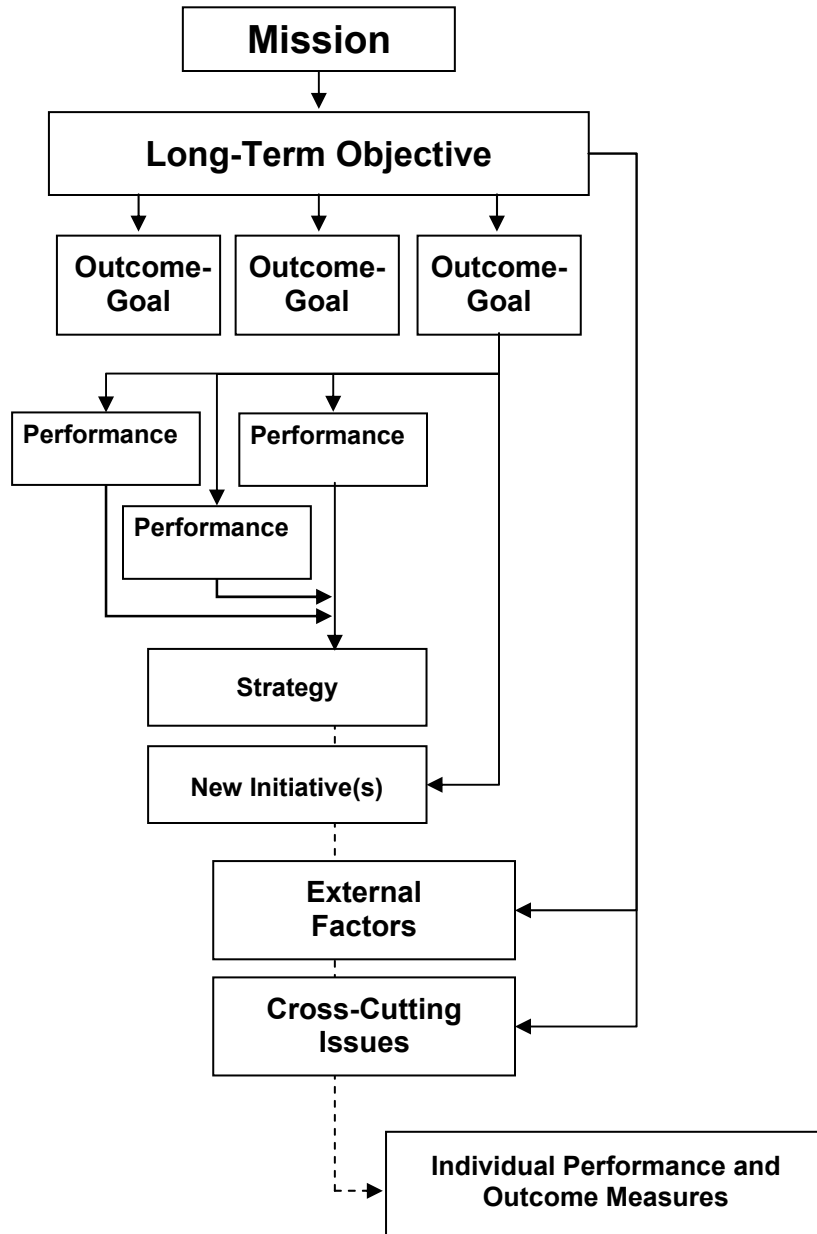 Mission
Long-Term Objective
Outcome-
Goal
Outcome-
Goal
Outcome-
Goal
Performance
Performance
Performance
Strategy
New Initiative(s)
External
Factors
Cross-Cutting
Issues
Individual Performance and
Outcome Measures